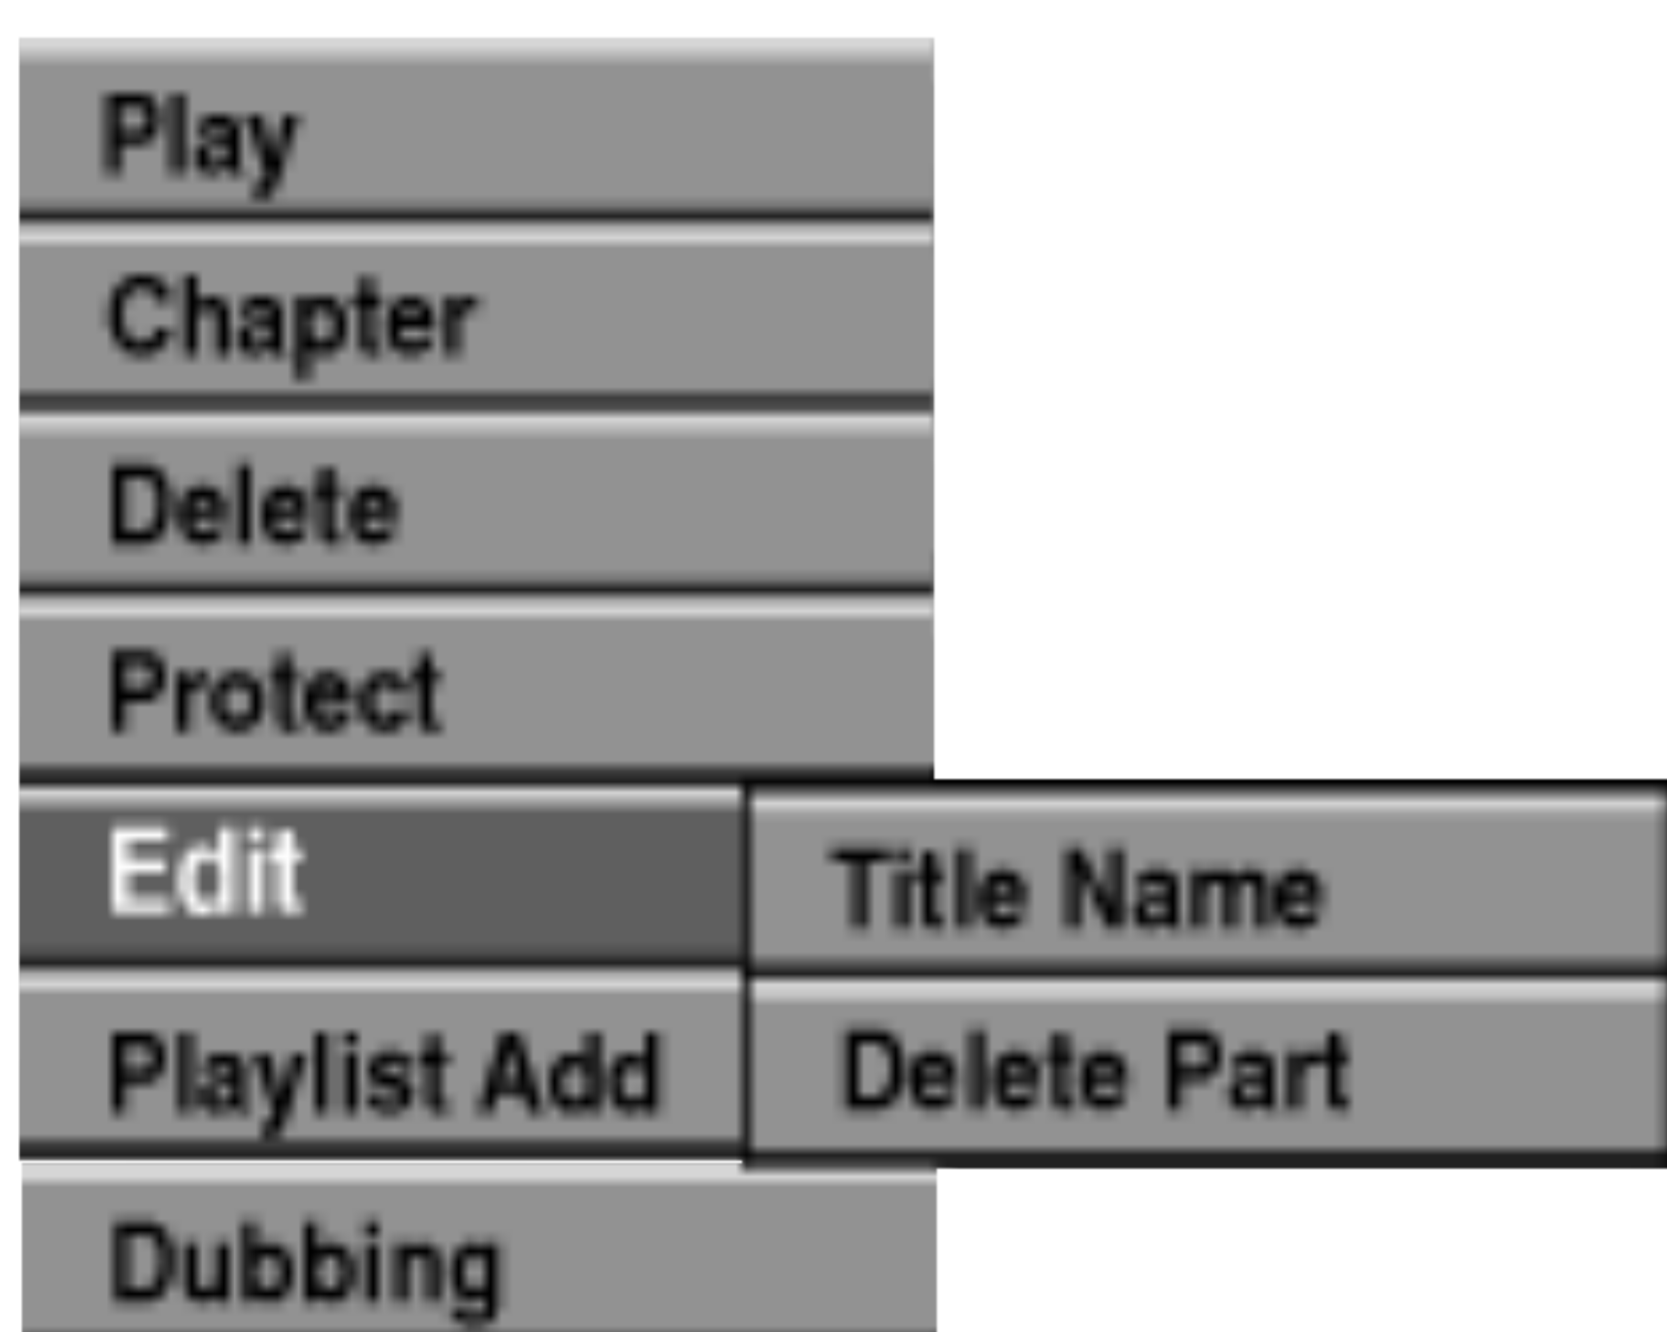 Play
Chapter
Delete
Protect
Edit
Title Name
Playlist Add
Delete Part
Dubbing